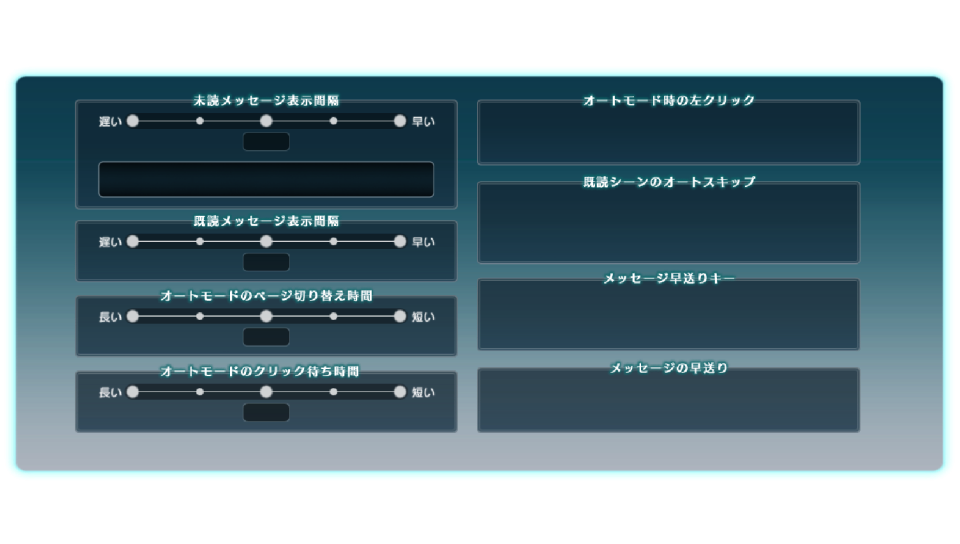 未読メッセージ表示間隔
遅い 早い
既読メッセージ表示間隔
遅い 早い
オートモードのページ切り替え時間
長い 短い
オートモードのクリック待ち時間
長い 短い
オートモード時の左クリック
既読シーンのオートスキップ
メッセージ早送りキー
メッセージの早送り